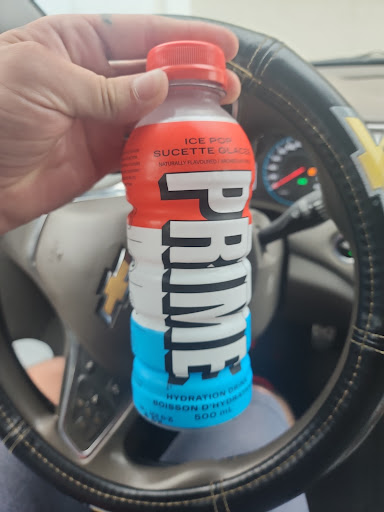 ICE POP
SUCETTE GLACÉE
NATURALLY FLAVOURED
PRIME
HYDRATION DRINK
BOISSON D'HYDRATATION
500 mL